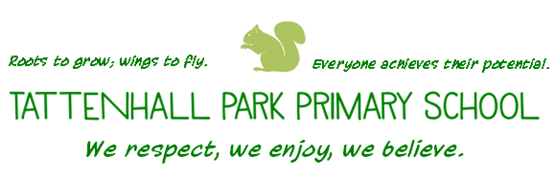 Roots to grow; wings to fly.
Everyone achieves their potential.
TATTENHALL PARK PRIMARY SCHOOL
We respect, we enjoy, we believe.